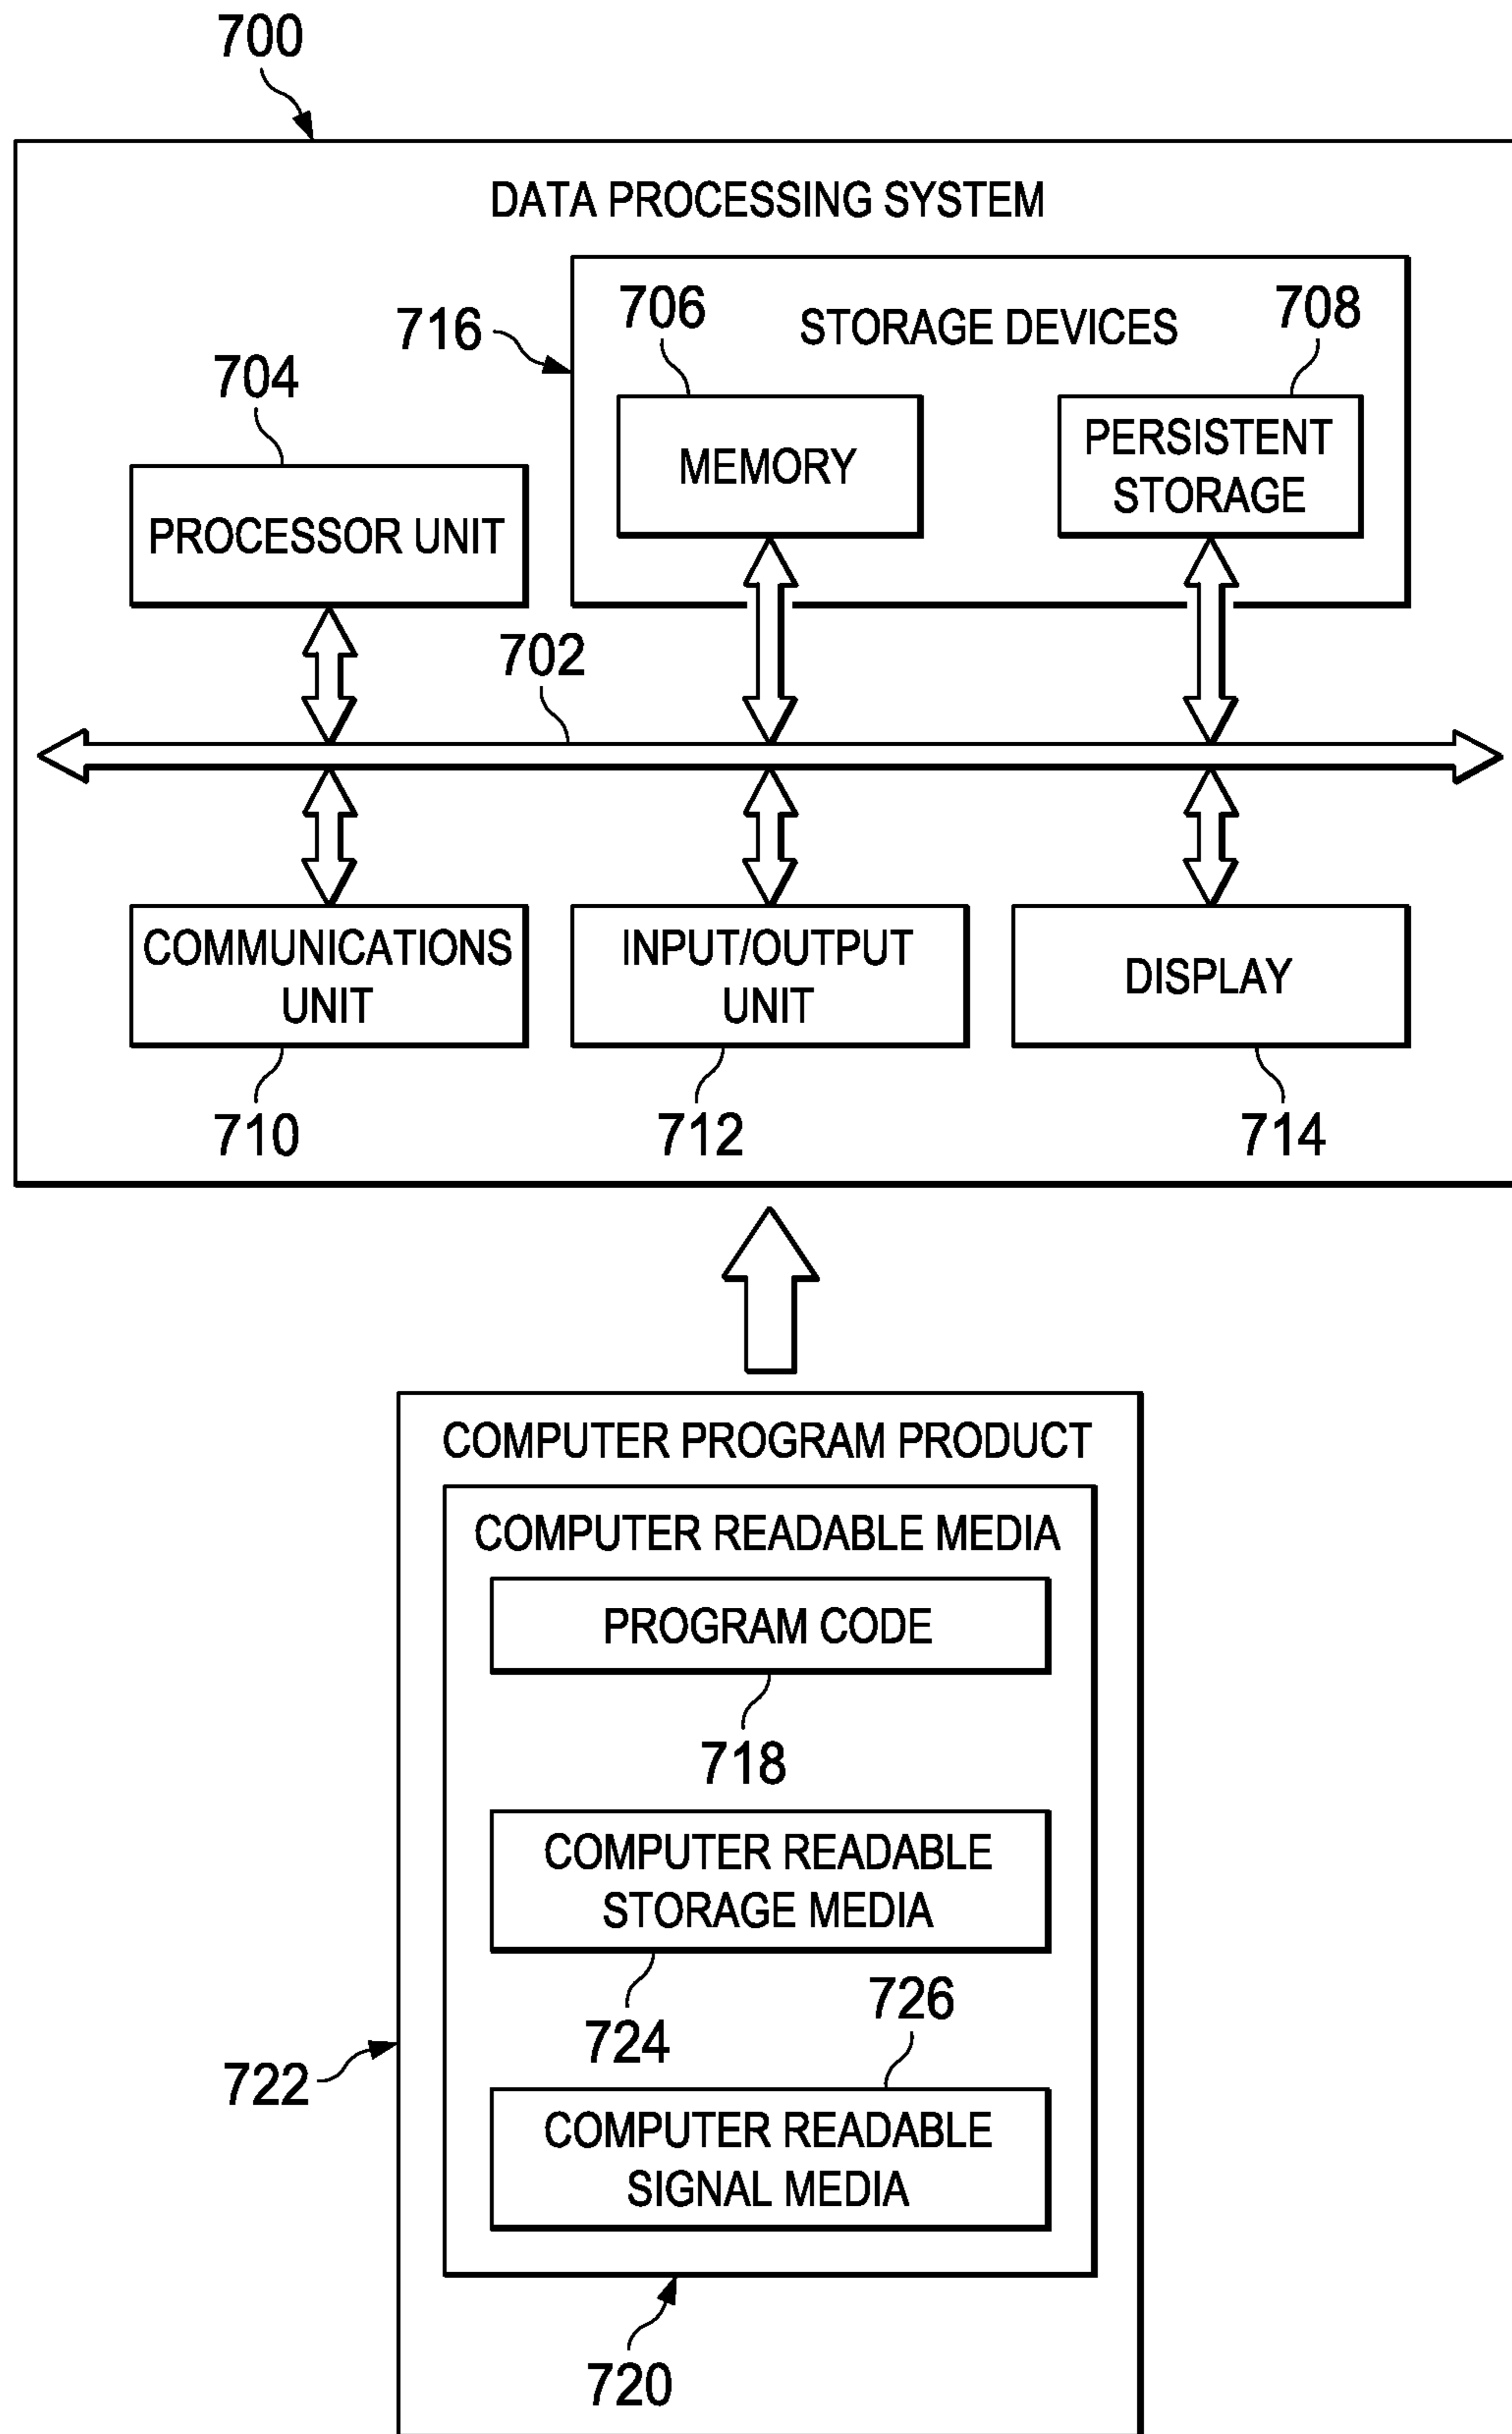 700
DATA PROCESSING SYSTEM
716
706
STORAGE DEVICES
708
704
MEMORY
PERSISTENT
STORAGE
PROCESSOR UNIT
702
COMMUNICATIONS
UNIT
INPUT/OUTPUT
UNIT
DISPLAY
710
712
714
COMPUTER PROGRAM PRODUCT
COMPUTER READABLE MEDIA
PROGRAM CODE
718
COMPUTER READABLE
STORAGE MEDIA
724
726
722
COMPUTER READABLE
SIGNAL MEDIA
720